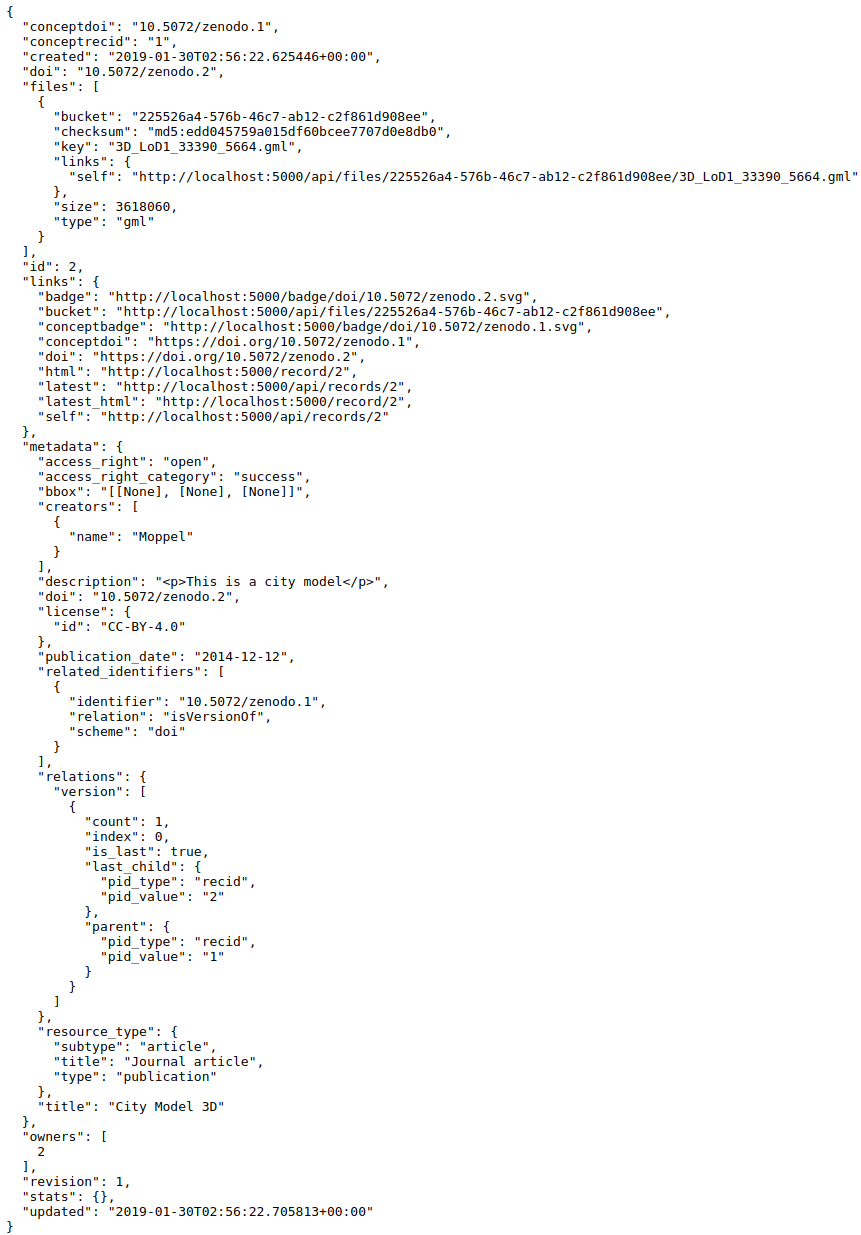 {
  "conceptdoi": "10.5072/zenodo.1",
  "conceptrecid": "1",
  "created": "2019-01-30T02:56:22.625446+00:00",
  "doi": "10.5072/zenodo.2",
  "files": [
    {
      "bucket": "225526a4-576b-46c7-ab12-c2f861d908ee",
      "checksum": "md5:edd045759a015df60bcee7707d0e8db0",
      "key": "3D_LoD1_33390_5664.gml",
      "links": {
        "self": "http://localhost:5000/api/files/225526a4-576b-46c7-ab12-c2f861d908ee/3D_LoD1_33390_5664.gml"
      },
      "size": 3618060,
      "type": "gml"
    }
  ],
  "id": 2,
  "links": {
    "badge": "http://localhost:5000/badge/doi/10.5072/zenodo.2.svg",
    "bucket": "http://localhost:5000/api/files/225526a4-576b-46c7-ab12-c2f861d908ee",
    "conceptbadge": "http://localhost:5000/badge/doi/10.5072/zenodo.1.svg",
    "conceptdoi": "https://doi.org/10.5072/zenodo.1",
    "doi": "https://doi.org/10.5072/zenodo.2",
    "html": "http://localhost:5000/record/2",
    "latest": "http://localhost:5000/api/records/2",
    "latest_html": "http://localhost:5000/record/2",
    "self": "http://localhost:5000/api/records/2"
  },
  "metadata": {
    "access_right": "open",
    "access_right_category": "success",
    "bbox": "[[None], [None], [None]]",
    "creators": [
      {
        "name": "Moppel"
      }
    ],
    "description": "<p>This is a city model</p>",
    "doi": "10.5072/zenodo.2",
    "license": {
      "id": "CC-BY-4.0"
    },
    "publication_date": "2014-12-12",
    "related_identifiers": [
      {
        "identifier": "10.5072/zenodo.1",
        "relation": "isVersionOf",
        "scheme": "doi"
      }
    ],
    "relations": {
      "version": [
        {
          "count": 1,
          "index": 0,
          "is_last": true,
          "last_child": {
            "pid_type": "recid",
            "pid_value": "2"
          },
          "parent": {
            "pid_type": "recid",
            "pid_value": "1"
          }
        }
      ]
    },
    "resource_type": {
      "subtype": "article",
      "title": "Journal article",
      "type": "publication"
    },
    "title": "City Model 3D"
  },
  "owners": [
    2
  ],
  "revision": 1,
  "stats": {},
  "updated": "2019-01-30T02:56:22.705813+00:00"
}